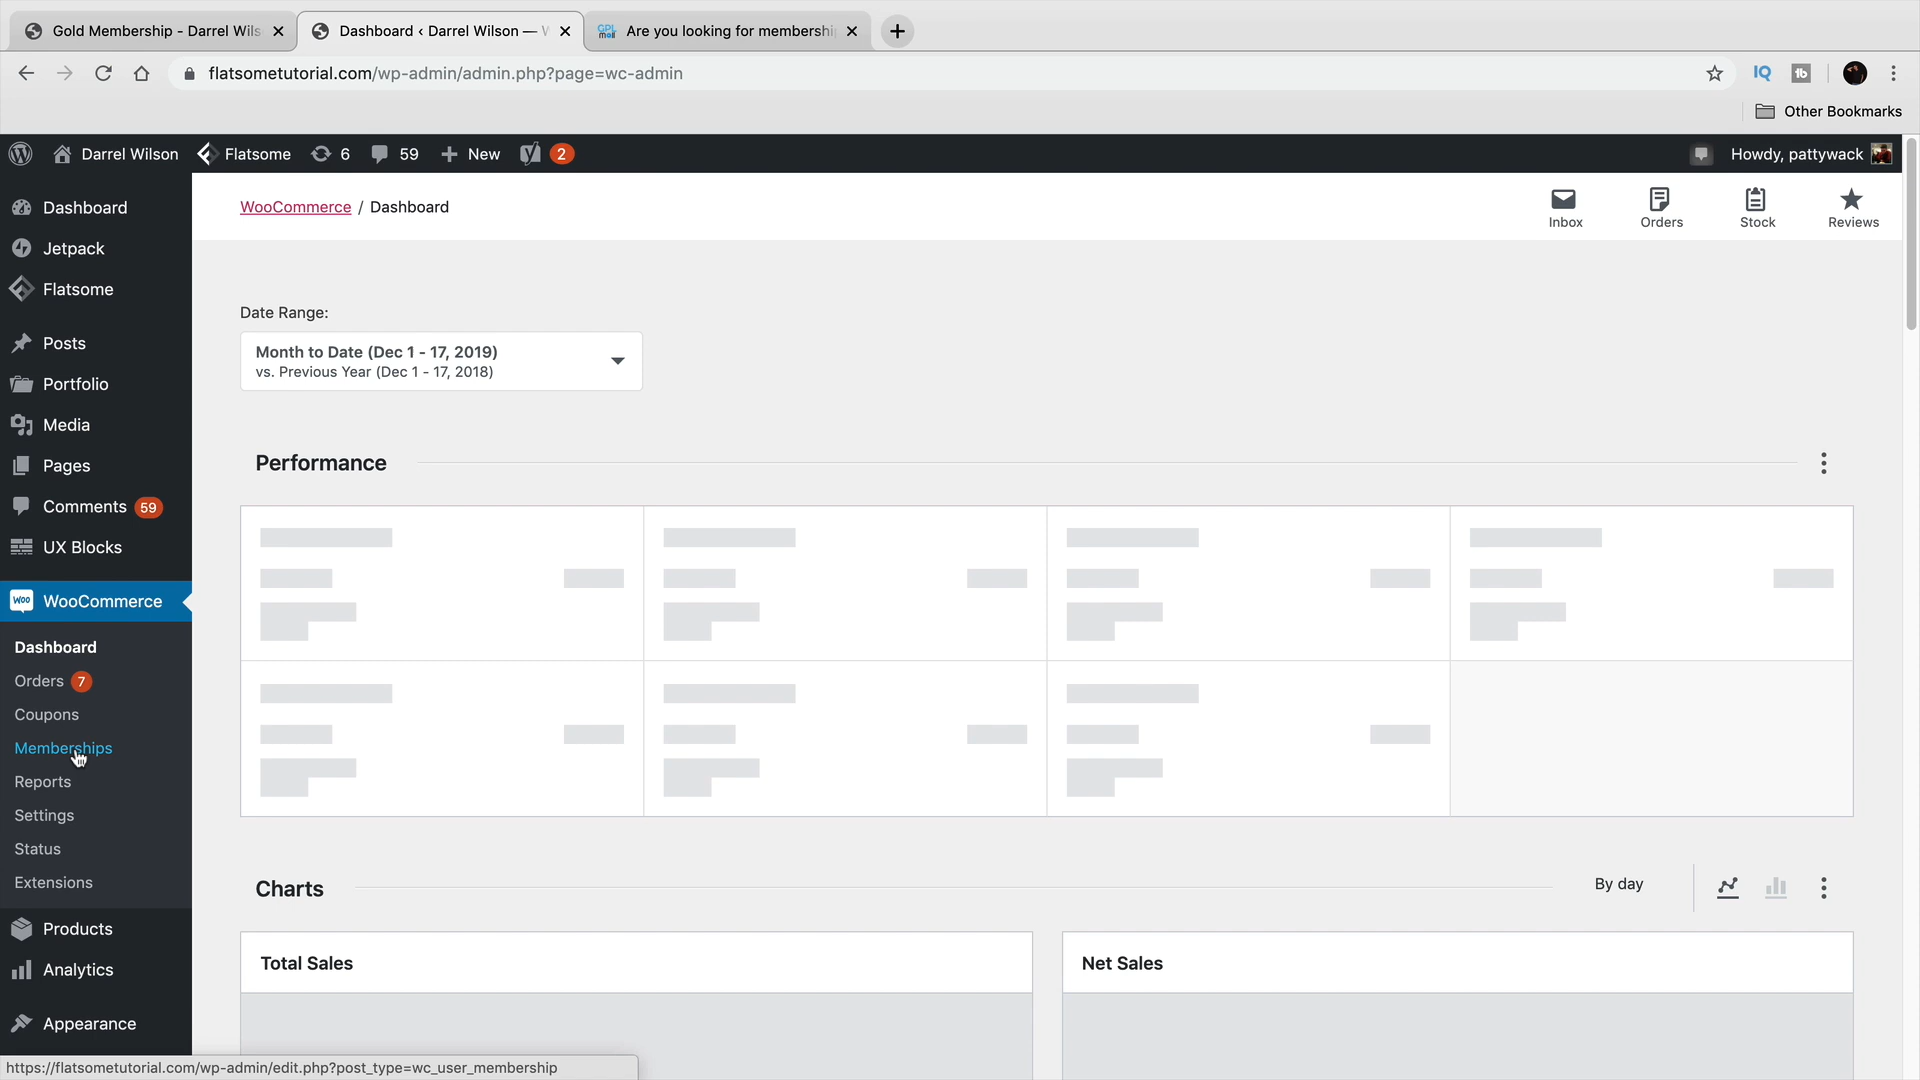 Gold Membership - Darrel Wils
Dashboard ‹ Darrel Wilson — W
GPL mall
Are you looking for membershi
flatsometutorial.com/wp-admin/admin.php?page=wc-admin
IQ
tb
Other Bookmarks
Darrel Wilson
Flatsome
6
59
New
2
Howdy, pattywack
Dashboard
Jetpack
Flatsome
Posts
Portfolio
Media
Pages
Comments 59
UX Blocks
Woo WooCommerce
Dashboard
Orders 7
Coupons
Memberships
Reports
Settings
Status
Extensions
Products
Analytics
Appearance
WooCommerce / Dashboard
Inbox
Orders
Stock
Reviews
Date Range:
Month to Date (Dec 1 - 17, 2019)
vs. Previous Year (Dec 1 - 17, 2018)
Performance
Charts
By day
Total Sales
Net Sales
https://flatsometutorial.com/wp-admin/edit.php?post_type=wc_user_membership